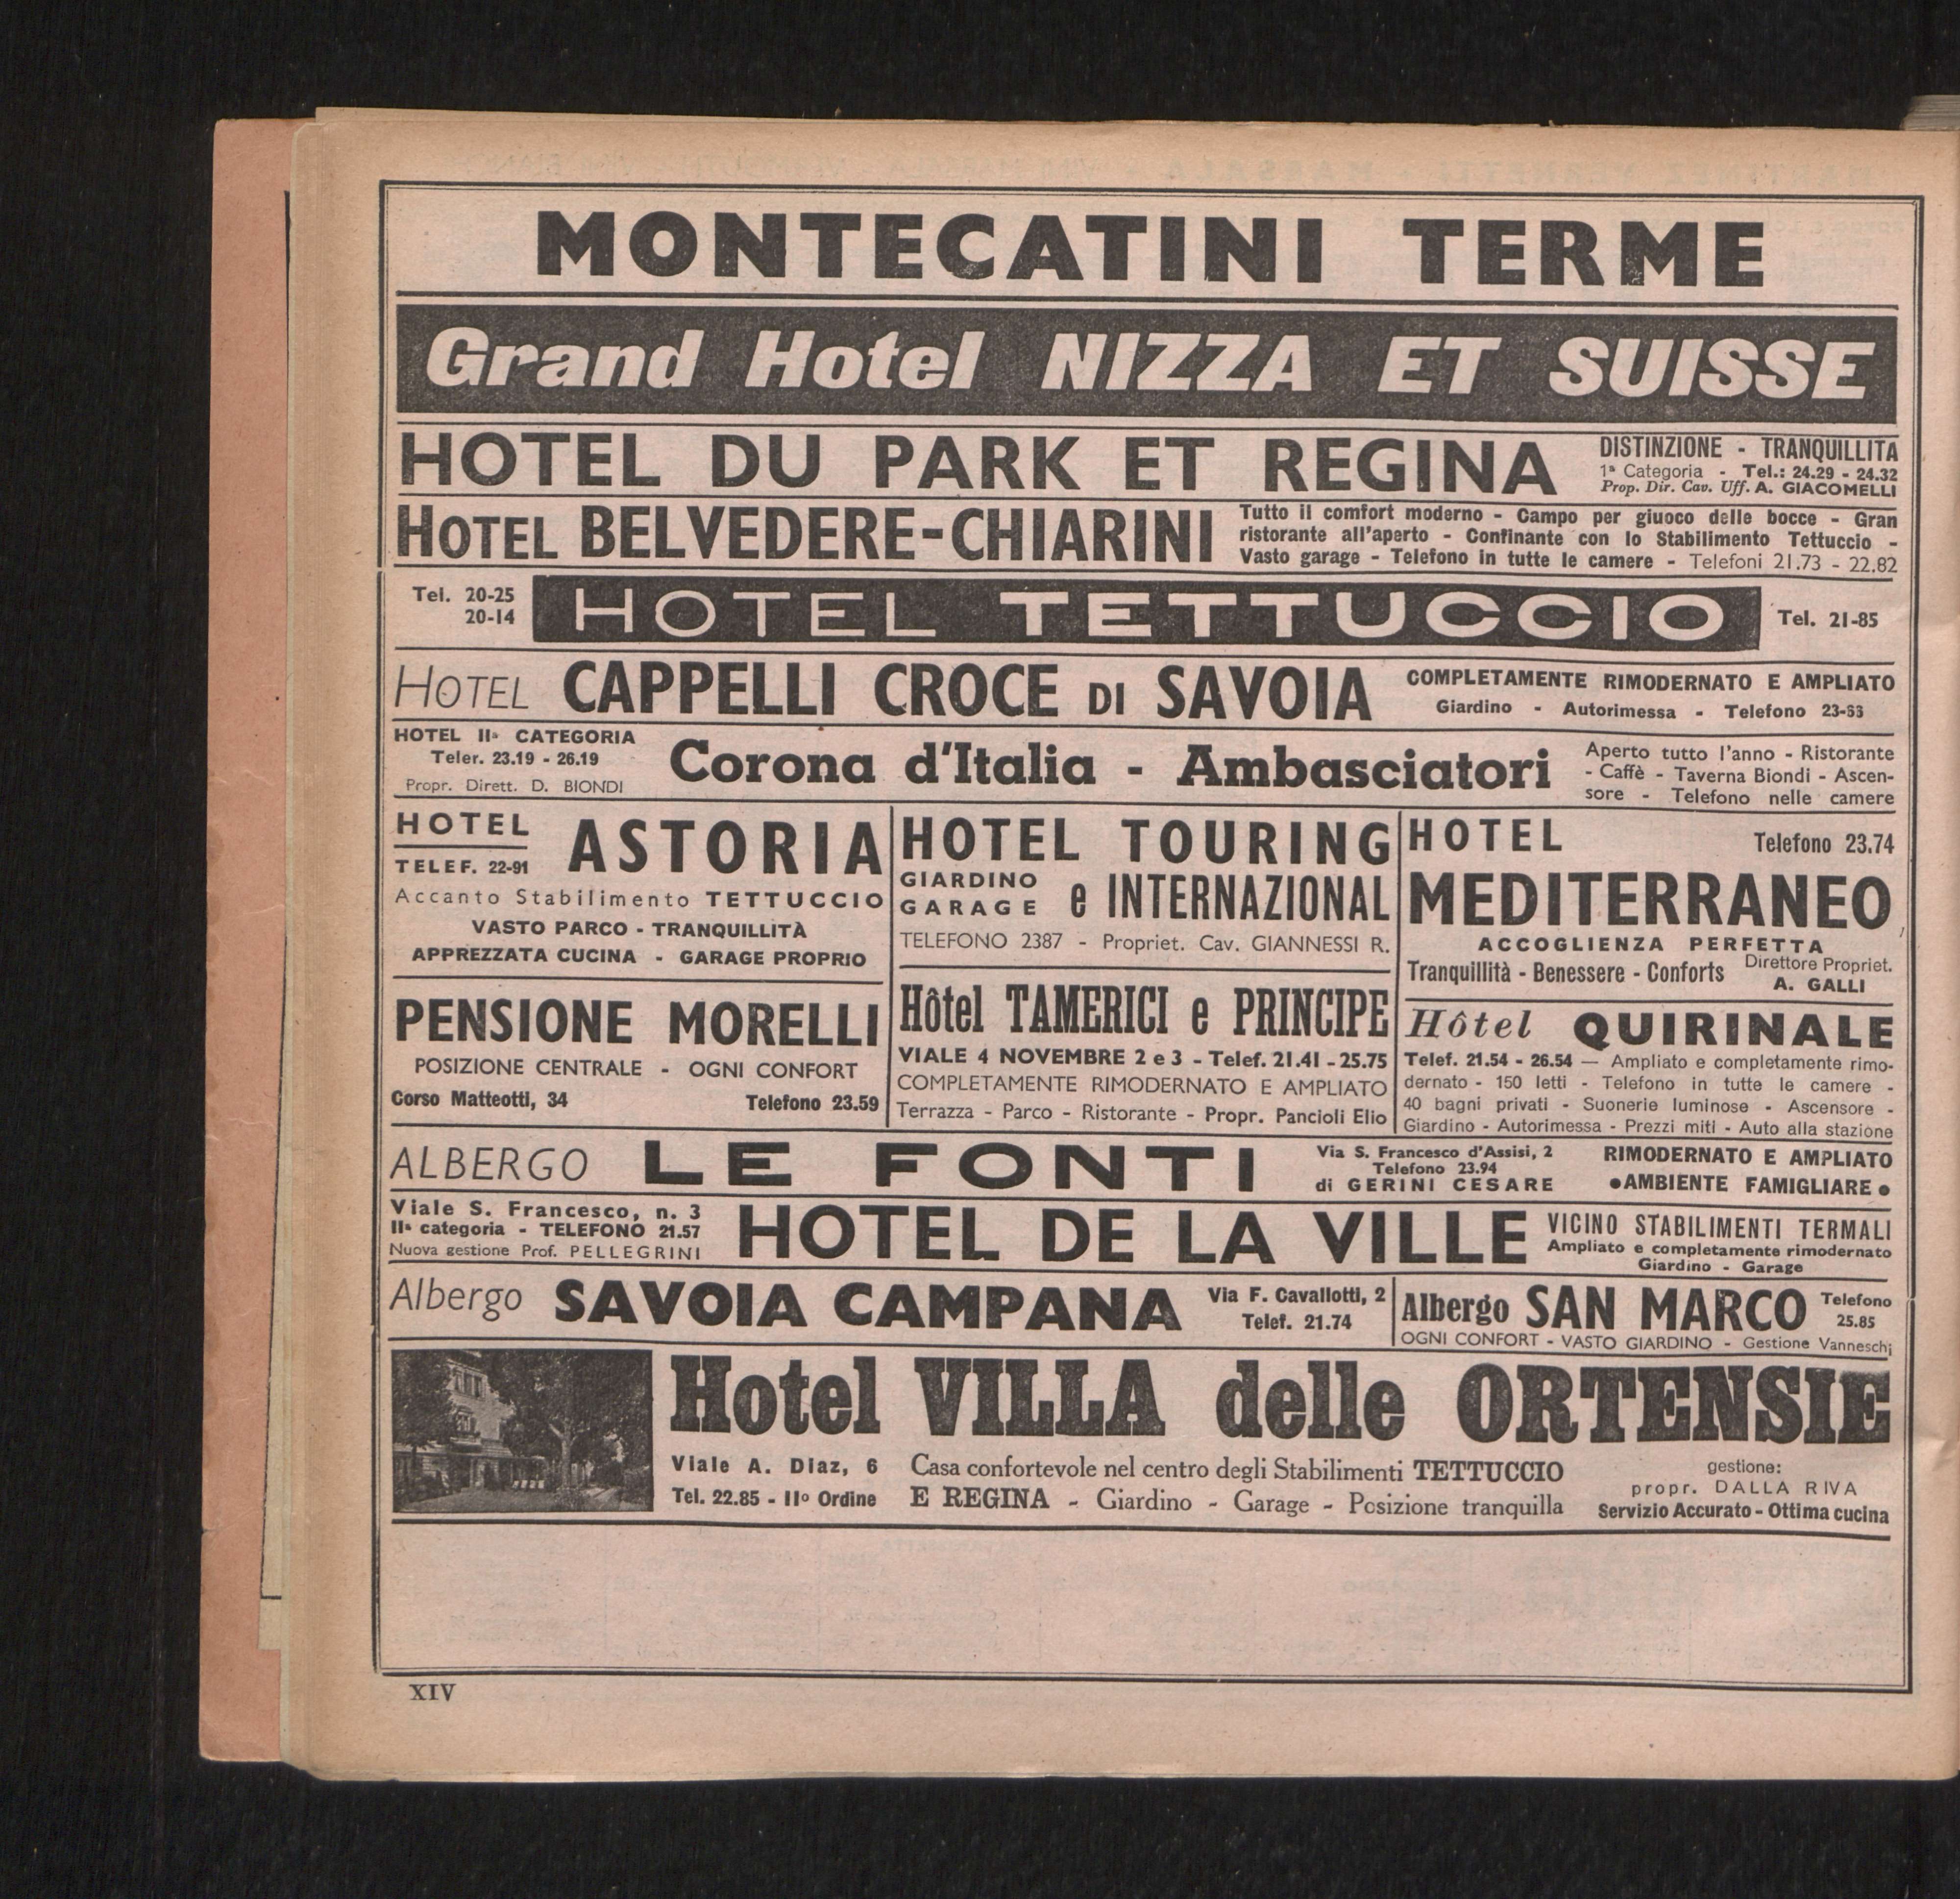 MONTECATINI TERME
Grand Hotel NIZZA ET SUISSE
HOTEL DU PARK ET REGINA
DISTINZIONE - TRANQUILLITA
1ª Categoria - Tel.: 24.29 - 24.32
Prop. Dir. Cav. Uff. A. GIACOMELLI
HOTEL BELVEDERE-CHIARINI
Tutto il comfort moderno - Campo per giuoco delle bocce - Gran
ristorante all'aperto - Confinante con lo Stabilimento Tettuccio -
Vasto garage - Telefono in tutte le camere - Telefoni 21.73 - 22.82
Tel. 20-25
20-14
HOTEL TETTUCCIO
Tel. 21-85
HOTEL CAPPELLI CROCE DI SAVOIA
COMPLETAMENTE RIMODERNATO E AMPLIATO
Giardino - Autorimessa - Telefono
HOTEL IIª CATEGORIA
Teler. 23.19 - 26.19
Propr. Dirett. D. BIONDI
Corona d'Italia - Ambasciatori
Aperto tutto l'anno - Ristorante
- Caffè - Taverna Biondi - Ascen-
sore - Telefono nelle camere
HOTEL
TELEF. 22-91
ASTORIA
Accanto Stabilimento TETTUCCIO
VASTO PARCO - TRANQUILLITÀ
APPREZZATA CUCINA - GARAGE PROPRIO
PENSIONE MORELLI
POSIZIONE CENTRALE - OGNI CONFORT
Corso Matteotti, 34 Telefono 23.59
HOTEL TOURING
GIARDINO
GARAGE
e INTERNAZIONAL
TELEFONO 2387 - Propriet. Cav. GIANNESSI R.
Hôtel TAMERICI e PRINCIPE
VIALE 4 NOVEMBRE 2 e 3 - Telef. 21.41 - 25.75
COMPLETAMENTE RIMODERNATO E AMPLIATO
Terrazza - Parco - Ristorante - Propr. Pancioli Elio
HOTEL Telefono 23.74
MEDITERRANEO
ACCOGLIENZA PERFETTA
Tranquillità - Benessere - Conforts
Direttore Propriet.
A. GALLI
Hôtel QUIRINALE
Telef. 21.54 - 26.54 — Ampliato e completamente rimo-
dernato - 150 letti - Telefono in tutte le camere -
40 bagni privati - Suonerie luminose - Ascensore -
Giardino - Autorimessa - Prezzi miti - Auto alla stazione
ALBERGO LE FONTI
Via S. Francesco d'Assisi, 2
Telefono 23.94
di GERINI CESARE
RIMODERNATO E AMPLIATO
●AMBIENTE FAMIGLIARE●
Viale S. Francesco, n. 3
IIª categoria - TELEFONO 21.57
Nuova gestione Prof. PELLEGRINI
HOTEL DE LA VILLE
VICINO STABILIMENTI TERMALI
Ampliato e completamente rimodernato
Giardino - Garage
Albergo SAVOIA CAMPANA
Via F. Cavallotti, 2
Telef. 21.74
Albergo SAN MARCO
Telefono
25.85
OGNI CONFORT - VASTO GIARDINO - Gestione Vanneschi
Hotel VILLA delle ORTENSIE
Viale A. Diaz, 6
Tel. 22.85 - IIº Ordine
Casa confortevole nel centro degli Stabilimenti TETTUCCIO
E REGINA - Giardino - Garage - Posizione tranquilla
gestione:
propr. DALLA RIVA
Servizio Accurato - Ottima cucina
XIV